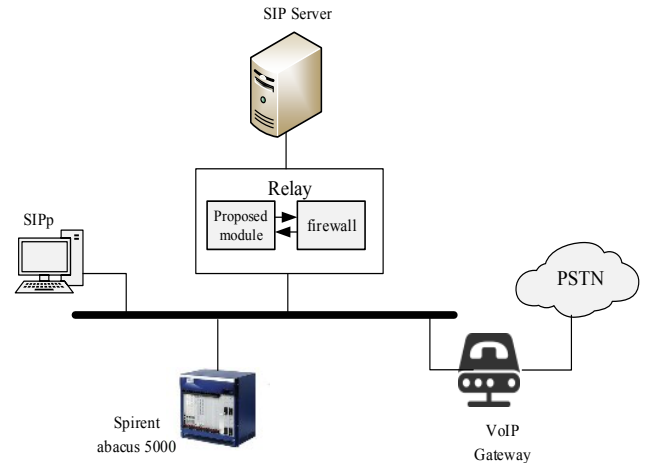 SIP Server
Relay
Proposed
module
firewall
SIPp
PSTN
Spirent
abacus 5000
VoIP
Gateway